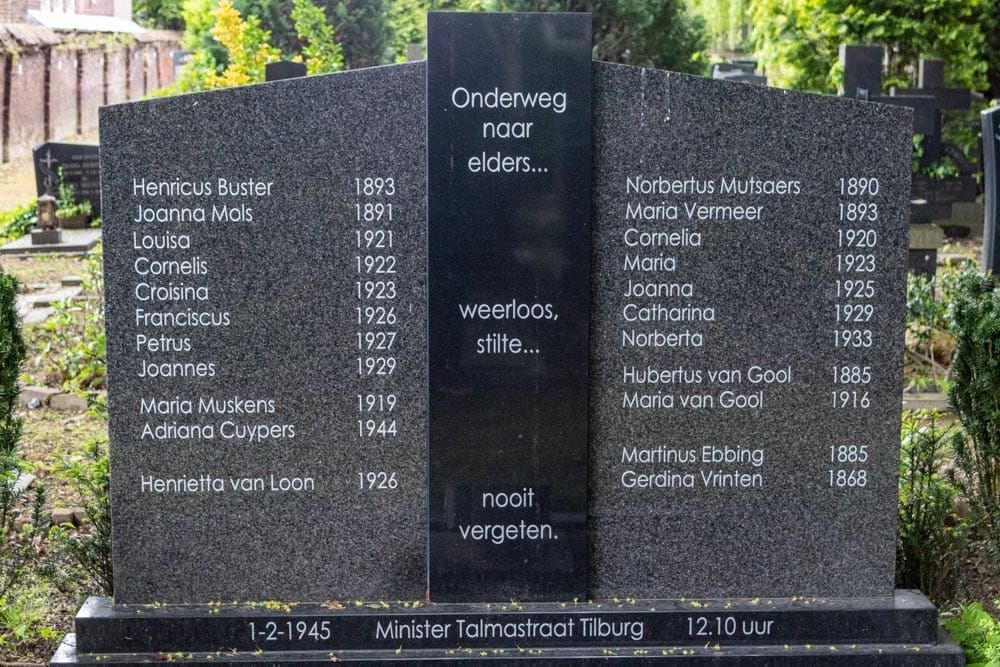 Onderweg
naar
elders...
weerloos,
stilte...
nooit
vergeten.
Henricus Buster 1893
Joanna Mols 1891
Louisa 1921
Cornelis 1922
Croisina 1923
Franciscus 1926
Petrus 1927
Joannes 1929
Maria Muskens 1919
Adriana Cuypers 1944
Henrietta van Loon 1926
Norbertus Mutsaers 1890
Maria Vermeer 1893
Cornelia 1920
Maria 1923
Joanna 1925
Catharina 1929
Norberta 1933
Hubertus van Gool 1885
Maria van Gool 1916
Martinus Ebbing 1885
Gerdina Vrinten 1868
1-2-1945 Minister Talmastraat Tilburg 12.10 uur